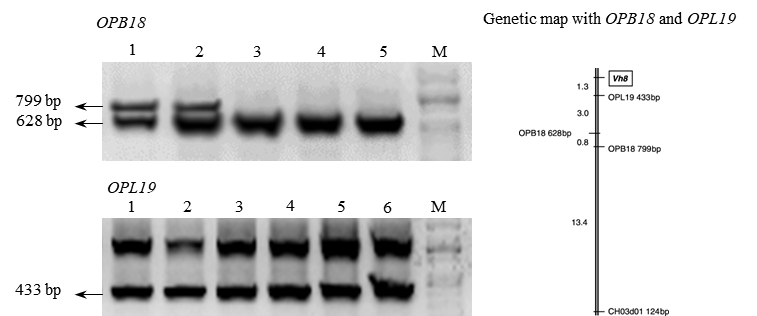 OPB18
1 2 3 4 5 M
799 bp
628 bp
OPL19
1 2 3 4 5 6 M
433 bp
Genetic map with OPB18 and OPL19
Vh8
1.3
OPL19 433bp
3.0
OPB18 628bp
0.8
OPB18 799bp
13.4
CH03d01 124bp